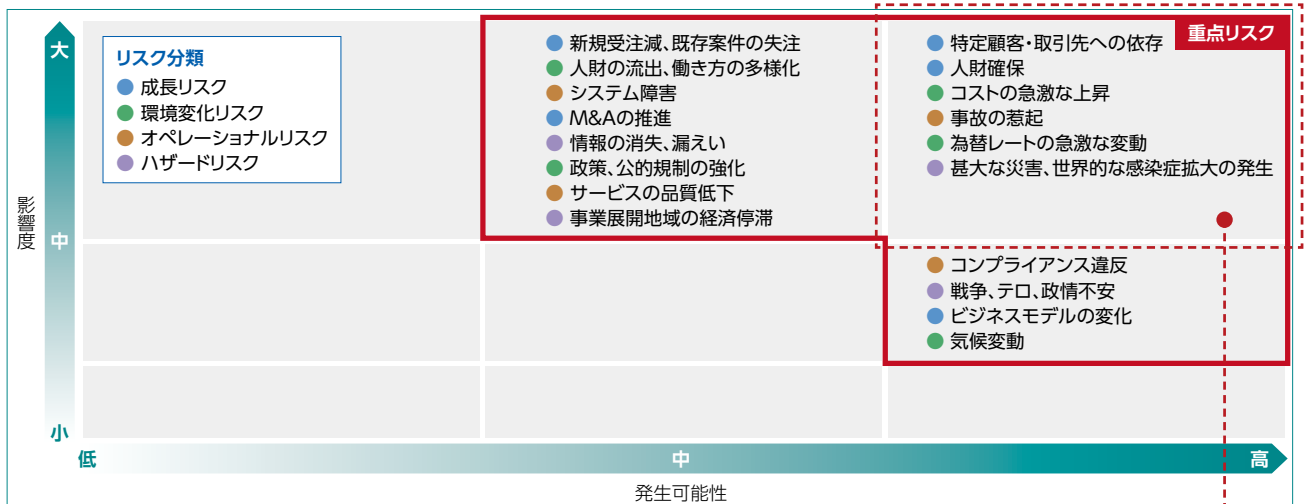 大
中
小
影響度
リスク分類
成長リスク
環境変化リスク
オペレーショナルリスク
ハザードリスク
新規受注減、既存案件の失注
人財の流出、働き方の多様化
システム障害
M&Aの推進
情報の消失、漏えい
政策、公的規制の強化
サービスの品質低下
事業展開地域の経済停滞
重点リスク
特定顧客・取引先への依存
人財確保
コストの急激な上昇
事故の惹起
為替レートの急激な変動
甚大な災害、世界的な感染症拡大の発生
コンプライアンス違反
戦争、テロ、政情不安
ビジネスモデルの変化
気候変動
低
中
高
発生可能性